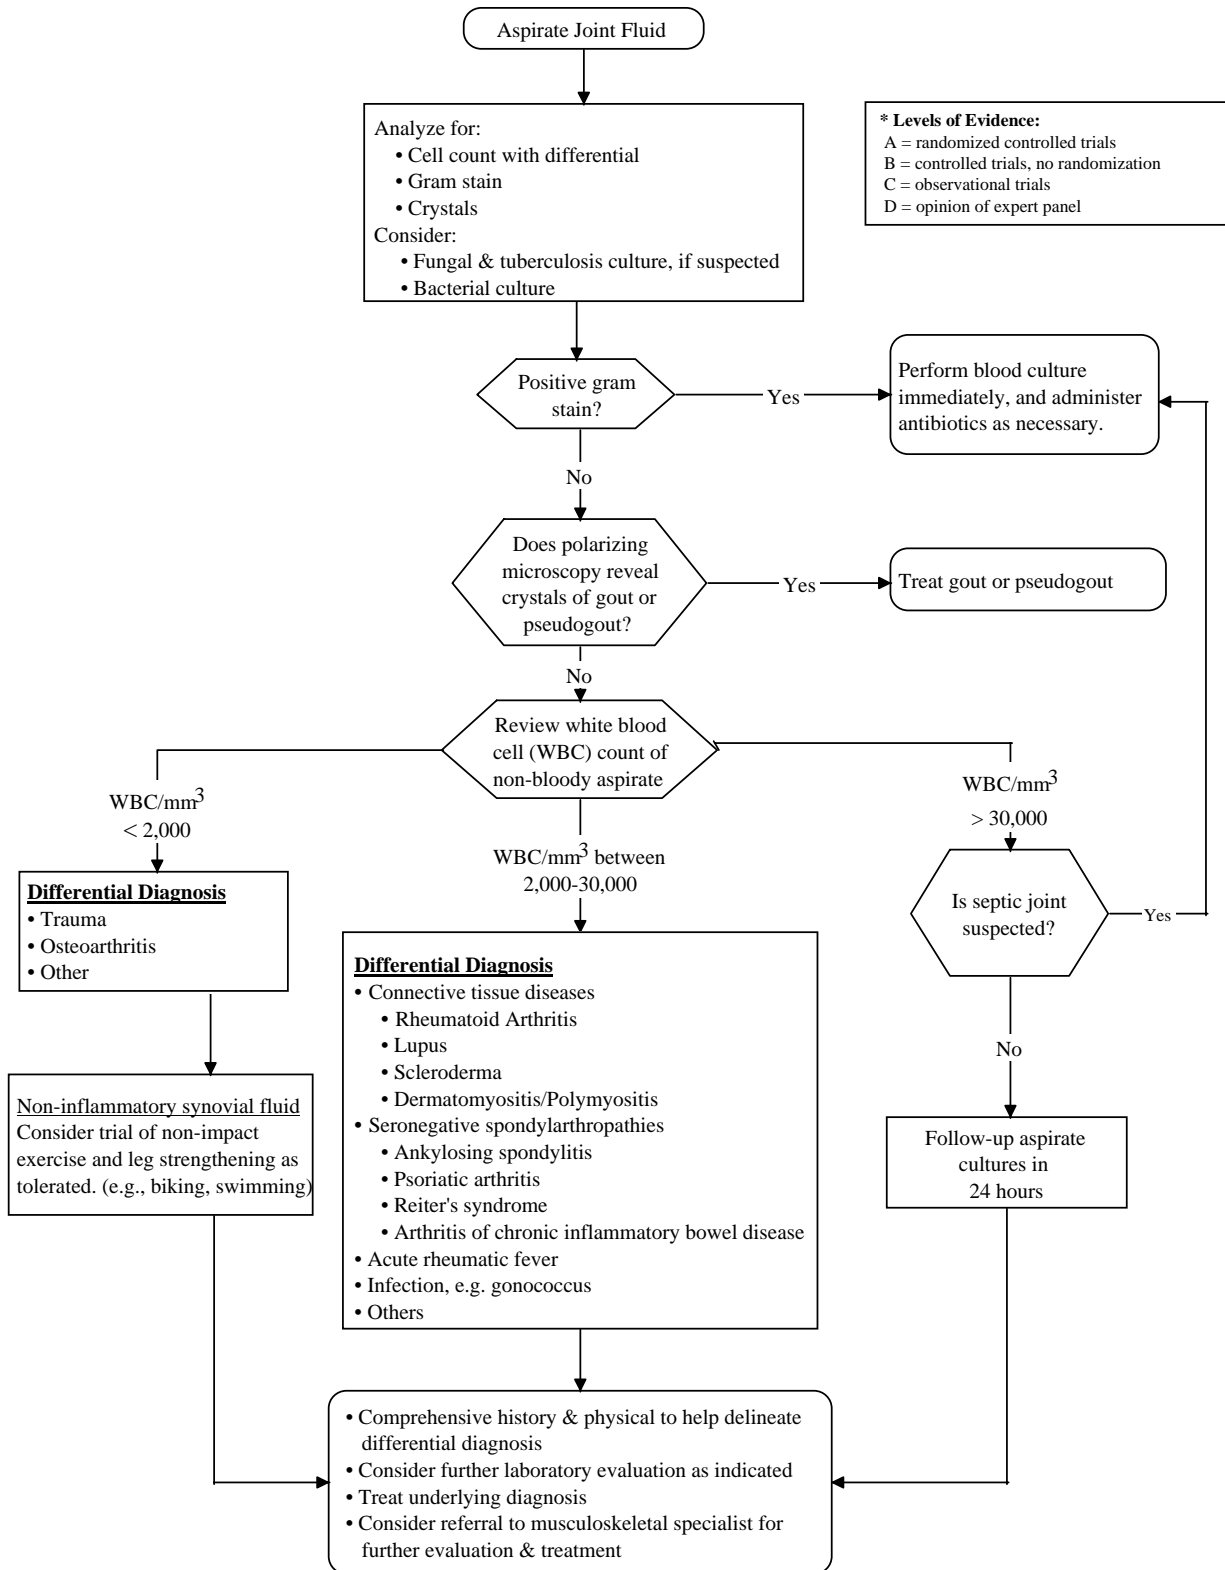 Aspirate Joint Fluid
Analyze for:
• Cell count with differential
• Gram stain
• Crystals
Consider:
• Fungal & tuberculosis culture, if suspected
• Bacterial culture
* Levels of Evidence:
A = randomized controlled trials
B = controlled trials, no randomization
C = observational trials
D = opinion of expert panel
Positive gram
stain?
Yes
Perform blood culture
immediately, and administer
antibiotics as necessary.
No
Does polarizing
microscopy reveal
crystals of gout or
pseudogout?
Yes
Treat gout or pseudogout
No
Review white blood
cell (WBC) count of
non-bloody aspirate
WBC/mm³
< 2,000
WBC/mm³ between
2,000-30,000
WBC/mm³
> 30,000
Differential Diagnosis
• Trauma
• Osteoarthritis
• Other
Is septic joint
suspected?
Yes
Differential Diagnosis
• Connective tissue diseases
• Rheumatoid Arthritis
• Lupus
• Scleroderma
• Dermatomyositis/Polymyositis
• Seronegative spondylarthropathies
• Ankylosing spondylitis
• Psoriatic arthritis
• Reiter's syndrome
• Arthritis of chronic inflammatory bowel disease
• Acute rheumatic fever
• Infection, e.g. gonococcus
• Others
No
Non-inflammatory synovial fluid
Consider trial of non-impact
exercise and leg strengthening as
tolerated. (e.g., biking, swimming)
Follow-up aspirate
cultures in
24 hours
• Comprehensive history & physical to help delineate
differential diagnosis
• Consider further laboratory evaluation as indicated
• Treat underlying diagnosis
• Consider referral to musculoskeletal specialist for
further evaluation & treatment